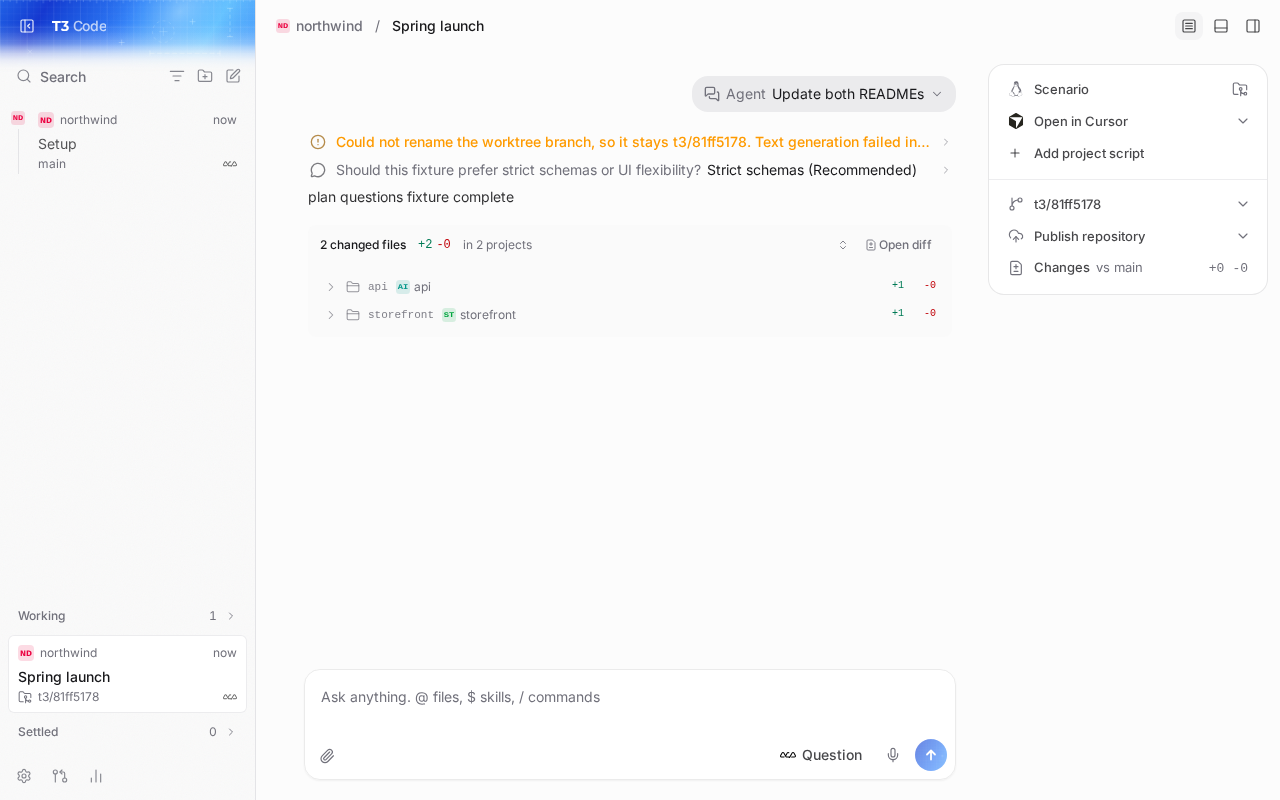 T3 Code
Search
ND
ND northwind now
Setup
main
Working 1
ND northwind now
Spring launch
t3/81ff5178
Settled 0
ND northwind / Spring launch
Agent Update both READMEs
Could not rename the worktree branch, so it stays t3/81ff5178. Text generation failed in...
Should this fixture prefer strict schemas or UI flexibility? Strict schemas (Recommended)
plan questions fixture complete
2 changed files +2 -0 in 2 projects Open diff
api AI api +1 -0
storefront ST storefront +1 -0
Ask anything. @ files, $ skills, / commands
Question
Scenario
Open in Cursor
Add project script
t3/81ff5178
Publish repository
Changes vs main +0 -0